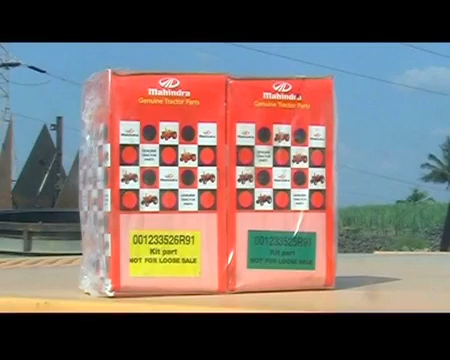 Mahindra
Genuine Tractor Parts
001233526R91
Kit part
NOT FOR LOOSE SALE
Mahindra
Genuine Tractor Parts
001233525R91
Kit part
NOT FOR LOOSE SALE